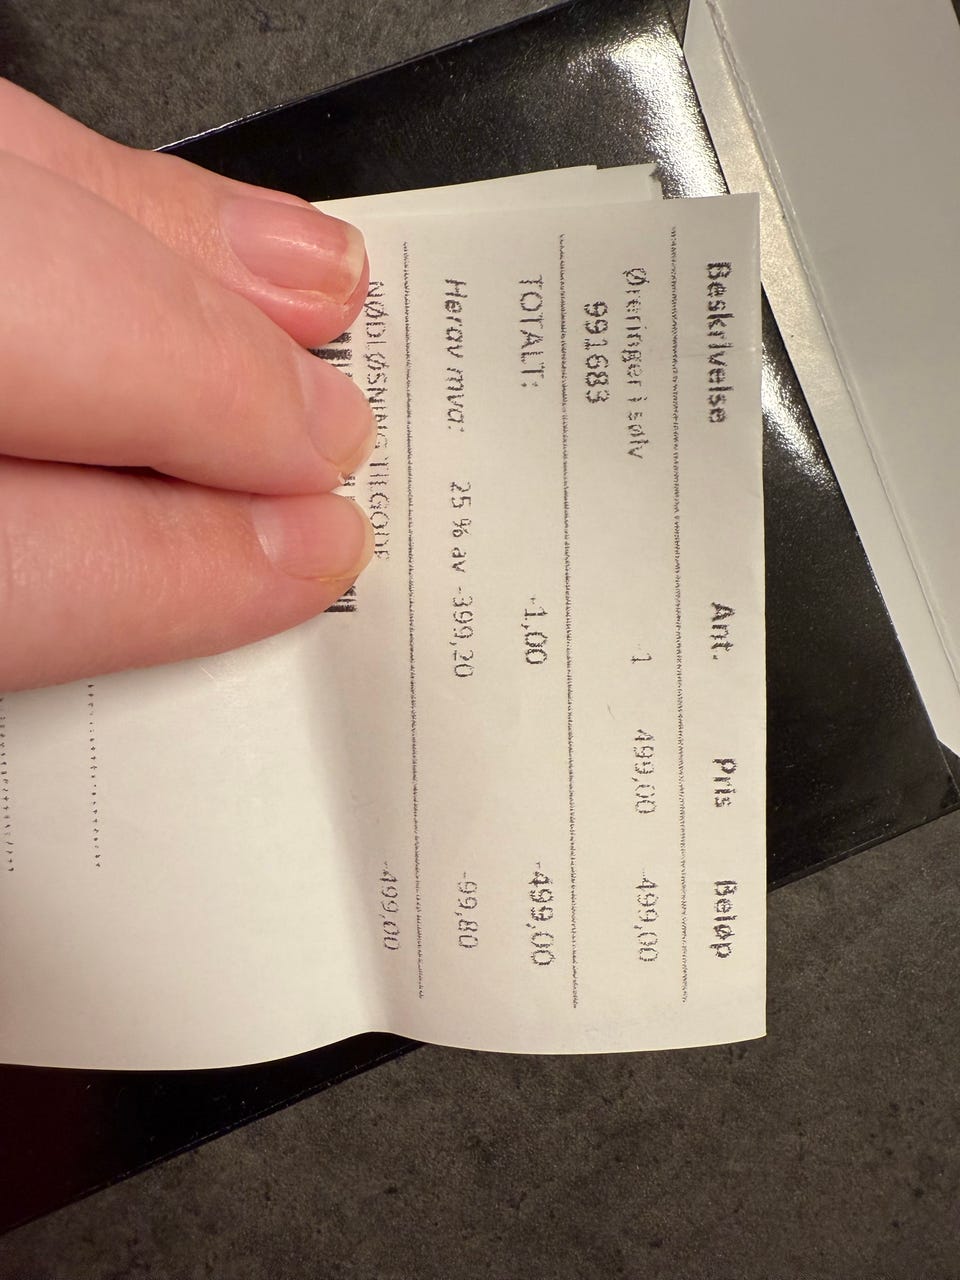 Beskrivelse Ant. Pris Beløp
Øreringer i sølv -1 499,00 -499,00
991683
TOTALT: -1,00 -499,00
Herav mva: 25 % av -399,20 -99,80
NØDLØSNING TILGODE -499,00